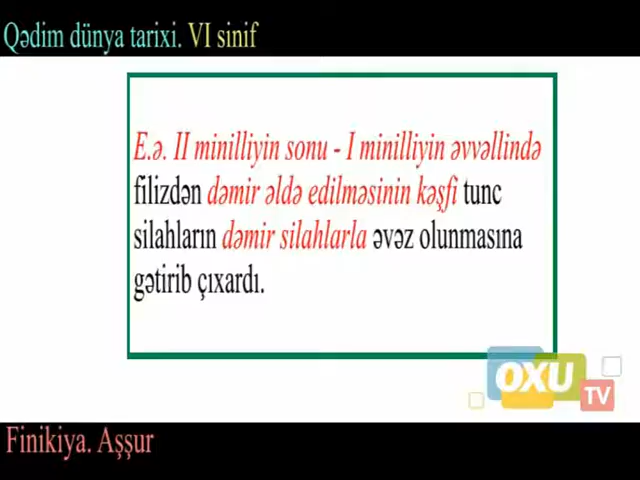 Qədim dünya tarixi. VI sinif
E.ə. II minilliyin sonu - I minilliyin əvvəllində
filizdən dəmir əldə edilməsinin kəşfi tunc
silahların dəmir silahlarla əvəz olunmasına
gətirib çıxardı.
OXU
TV
Finikiya. Aşşur